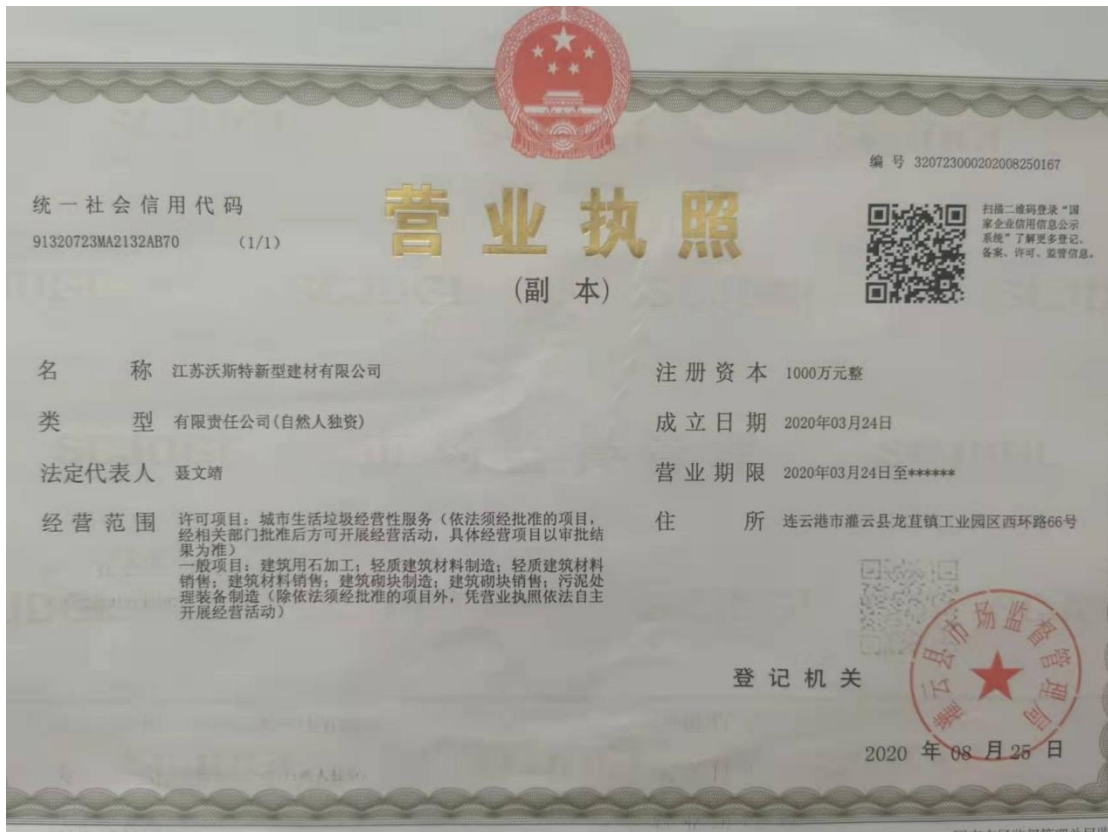 编 号 320723000202008250167
统一社会信用代码
91320723MA2132AB70 (1/1)
营业执照
(副 本)
扫描二维码登录“国
家企业信用信息公示
系统”了解更多登记、
备案、许可、监管信息。
名 称 江苏沃斯特新型建材有限公司
类 型 有限责任公司(自然人独资)
法定代表人 聂文靖
经营范围 许可项目：城市生活垃圾经营性服务（依法须经批准的项目，
经相关部门批准后方可开展经营活动，具体经营项目以审批结
果为准）
一般项目：建筑用石加工；轻质建筑材料制造；轻质建筑材料
销售；建筑材料销售；建筑砌块制造；建筑砌块销售；污泥处
理装备制造（除依法须经批准的项目外，凭营业执照依法自主
开展经营活动）
注册资本 1000万元整
成立日期 2020年03月24日
营业期限 2020年03月24日至******
住 所 连云港市灌云县龙苴镇工业园区西环路66号
登记机关
灌云县市场监督管理局
2020 年 08 月 25 日